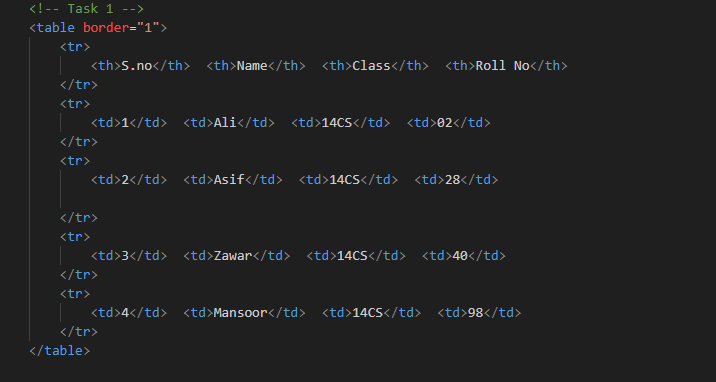 <!-- Task 1 -->
<table border="1">
<tr>
<th>S.no</th> <th>Name</th> <th>Class</th> <th>Roll No</th>
</tr>
<tr>
<td>1</td> <td>Ali</td> <td>14CS</td> <td>02</td>
</tr>
<tr>
<td>2</td> <td>Asif</td> <td>14CS</td> <td>28</td>
</tr>
<tr>
<td>3</td> <td>Zawar</td> <td>14CS</td> <td>40</td>
</tr>
<tr>
<td>4</td> <td>Mansoor</td> <td>14CS</td> <td>98</td>
</tr>
</table>